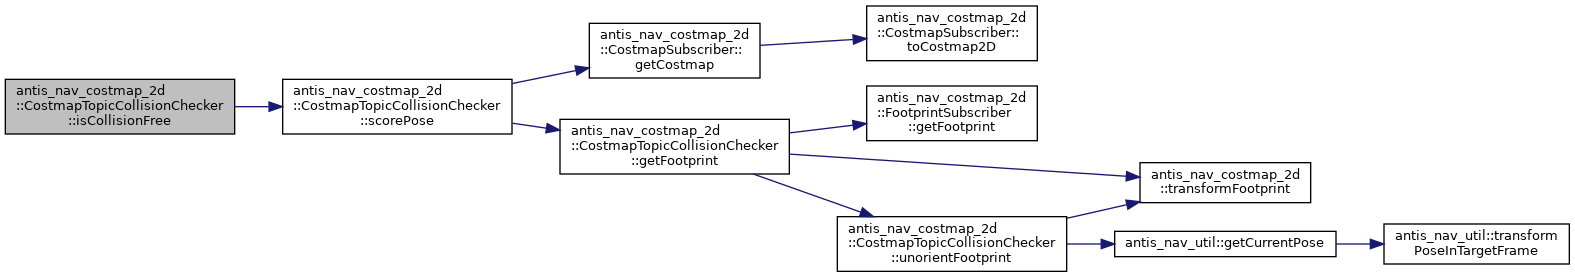 antis_nav_costmap_2d
::CostmapTopicCollisionChecker
::isCollisionFree
antis_nav_costmap_2d
::CostmapTopicCollisionChecker
::scorePose
antis_nav_costmap_2d
::CostmapSubscriber::
getCostmap
antis_nav_costmap_2d
::CostmapSubscriber::
toCostmap2D
antis_nav_costmap_2d
::CostmapTopicCollisionChecker
::getFootprint
antis_nav_costmap_2d
::FootprintSubscriber
::getFootprint
antis_nav_costmap_2d
::transformFootprint
antis_nav_costmap_2d
::CostmapTopicCollisionChecker
::unorientFootprint
antis_nav_util::getCurrentPose
antis_nav_util::transform
PoseInTargetFrame